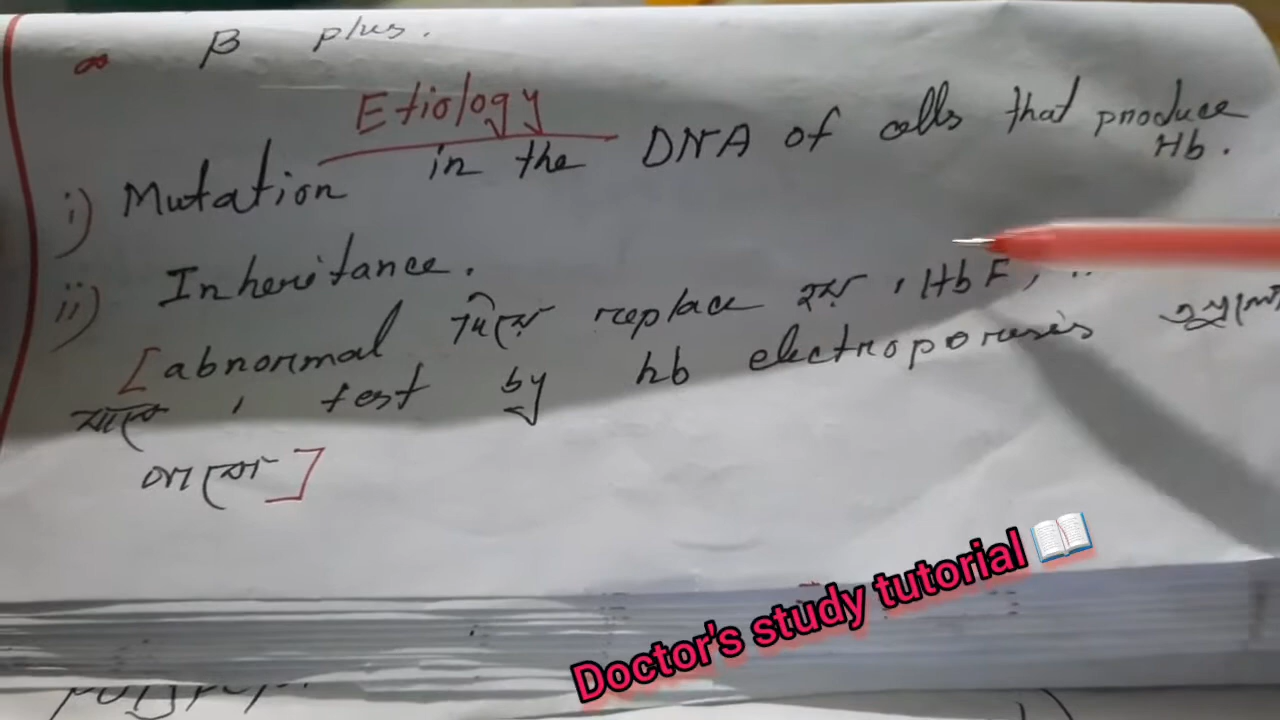 β plus.
Etiology
i) Mutation in the DNA of cells that produce
Hb.
ii) Inheritance.
[abnormal দিয়ে replace হয়, HbF,
থাকে, test by hb electroporesis
]
Doctor's study tutorial 📖